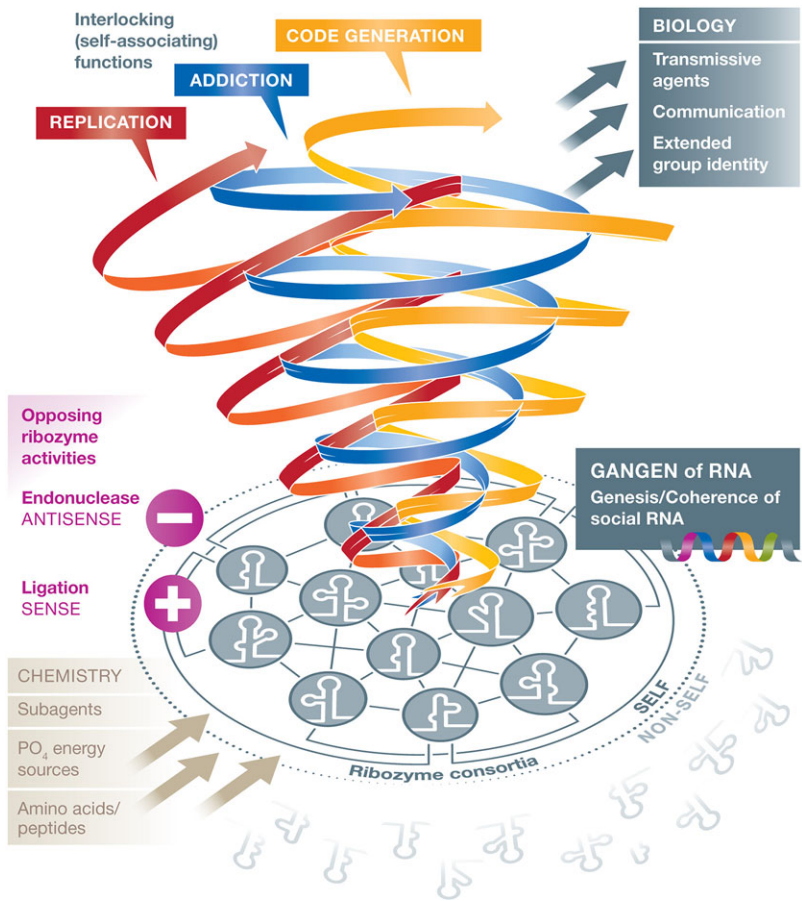 Interlocking
(self-associating)
functions
CODE GENERATION
ADDICTION
REPLICATION
BIOLOGY
Transmissive
agents
Communication
Extended
group identity
Opposing
ribozyme
activities
Endonuclease
ANTISENSE
Ligation
SENSE
GANGEN of RNA
Genesis/Coherence of
social RNA
CHEMISTRY
Subagents
PO₄ energy
sources
Amino acids/
peptides
SELF
NON-SELF
Ribozyme consortia